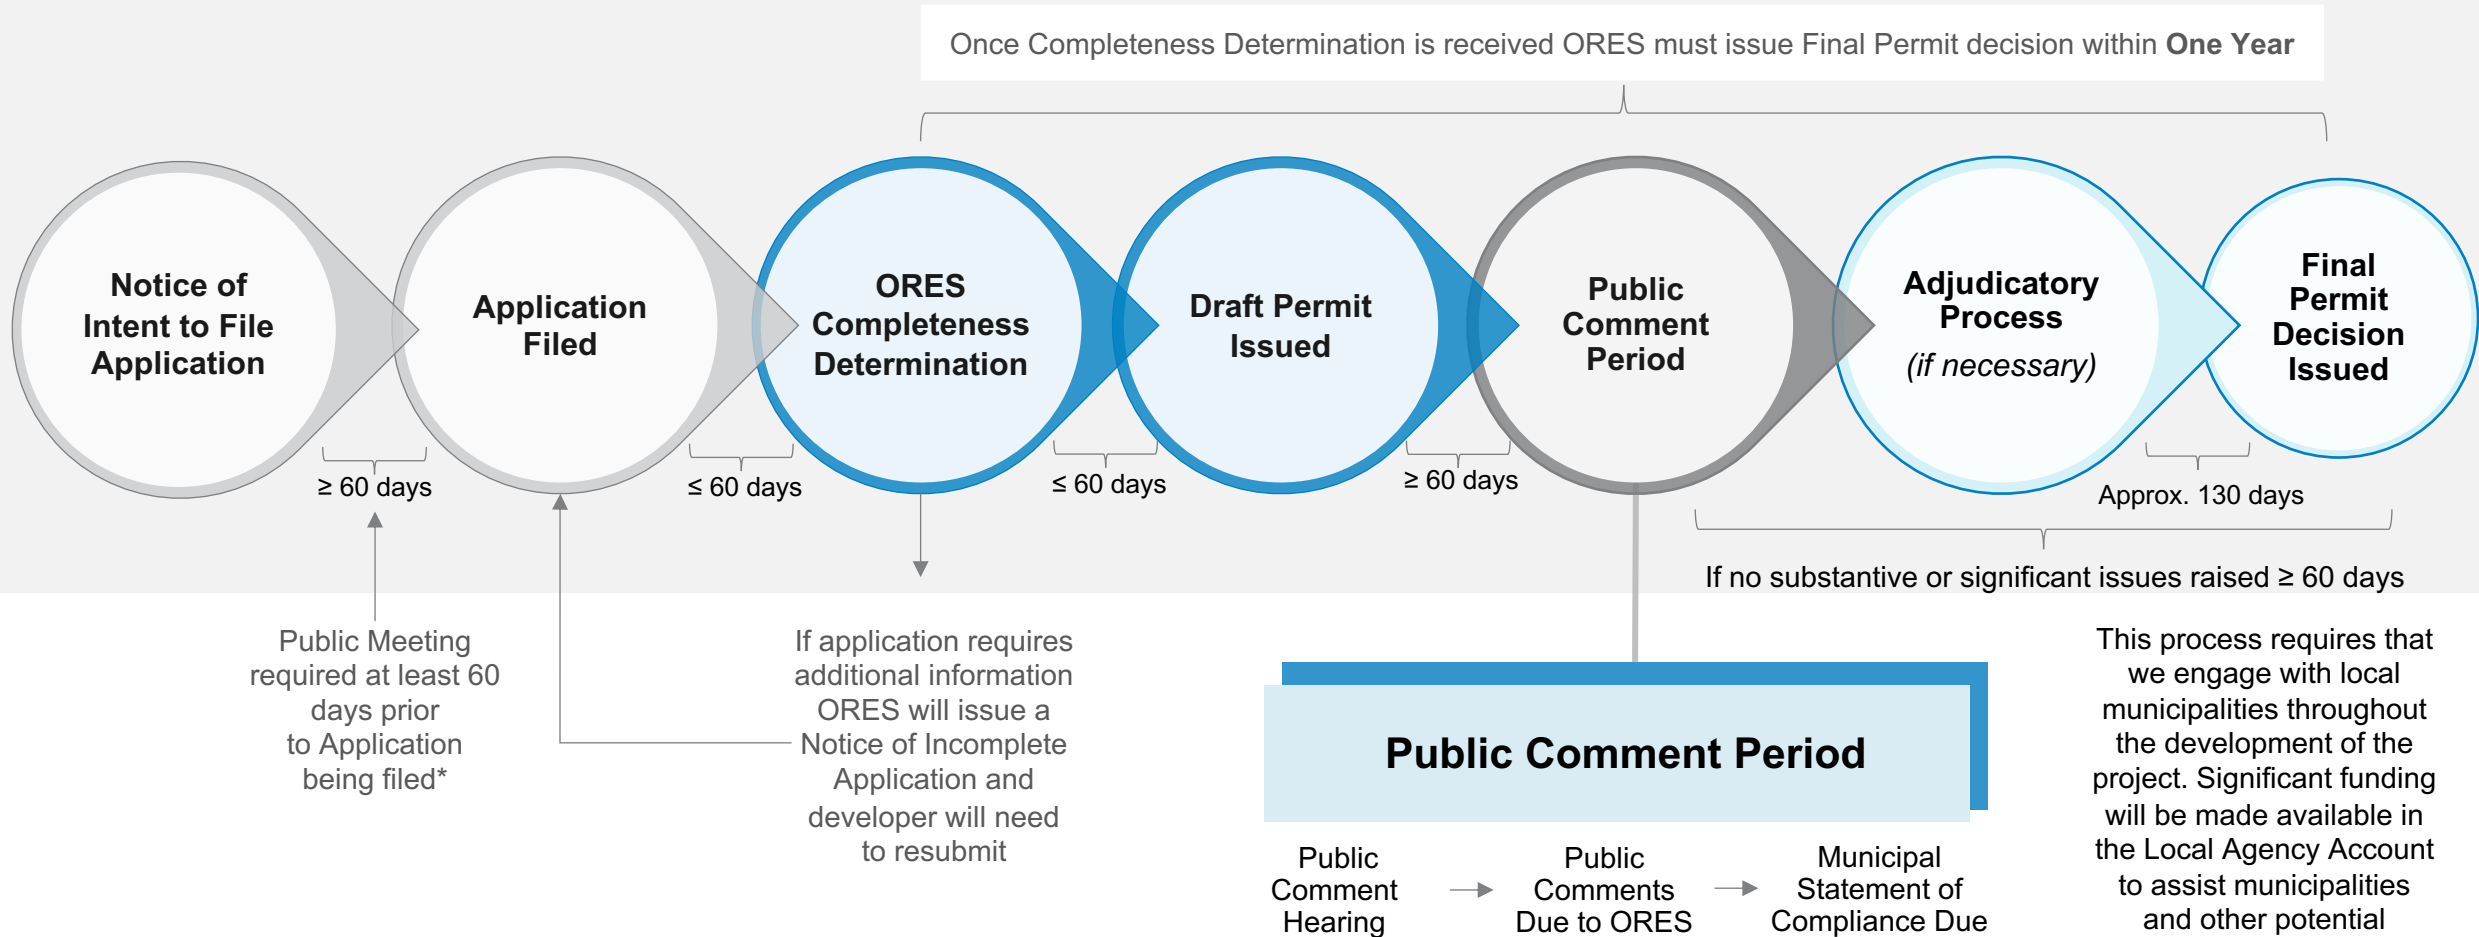 Once Completeness Determination is received ORES must issue Final Permit decision within One Year
Notice of
Intent to File
Application
Application
Filed
ORES
Completeness
Determination
Draft Permit
Issued
Public
Comment
Period
Adjudicatory
Process
(if necessary)
Final
Permit
Decision
Issued
≥ 60 days
≤ 60 days
≤ 60 days
≥ 60 days
Approx. 130 days
If no substantive or significant issues raised ≥ 60 days
Public Meeting
required at least 60
days prior
to Application
being filed*
If application requires
additional information
ORES will issue a
Notice of Incomplete
Application and
developer will need
to resubmit
Public Comment Period
Public
Comment
Hearing
Public
Comments
Due to ORES
Municipal
Statement of
Compliance Due
This process requires that
we engage with local
municipalities throughout
the development of the
project. Significant funding
will be made available in
the Local Agency Account
to assist municipalities
and other potential